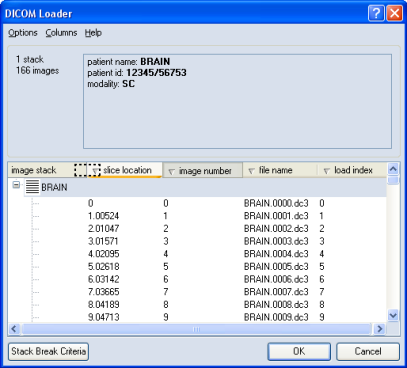 DICOM Loader
Options Columns Help
1 stack
166 images
patient name: BRAIN
patient id: 12345/56753
modality: SC
image stack slice location image number file name load index
BRAIN
0 0 BRAIN.0000.dc3 0
1.00524 1 BRAIN.0001.dc3 1
2.01047 2 BRAIN.0002.dc3 2
3.01571 3 BRAIN.0003.dc3 3
4.02095 4 BRAIN.0004.dc3 4
5.02618 5 BRAIN.0005.dc3 5
6.03142 6 BRAIN.0006.dc3 6
7.03665 7 BRAIN.0007.dc3 7
8.04189 8 BRAIN.0008.dc3 8
9.04713 9 BRAIN.0009.dc3 9
Stack Break Criteria OK Cancel